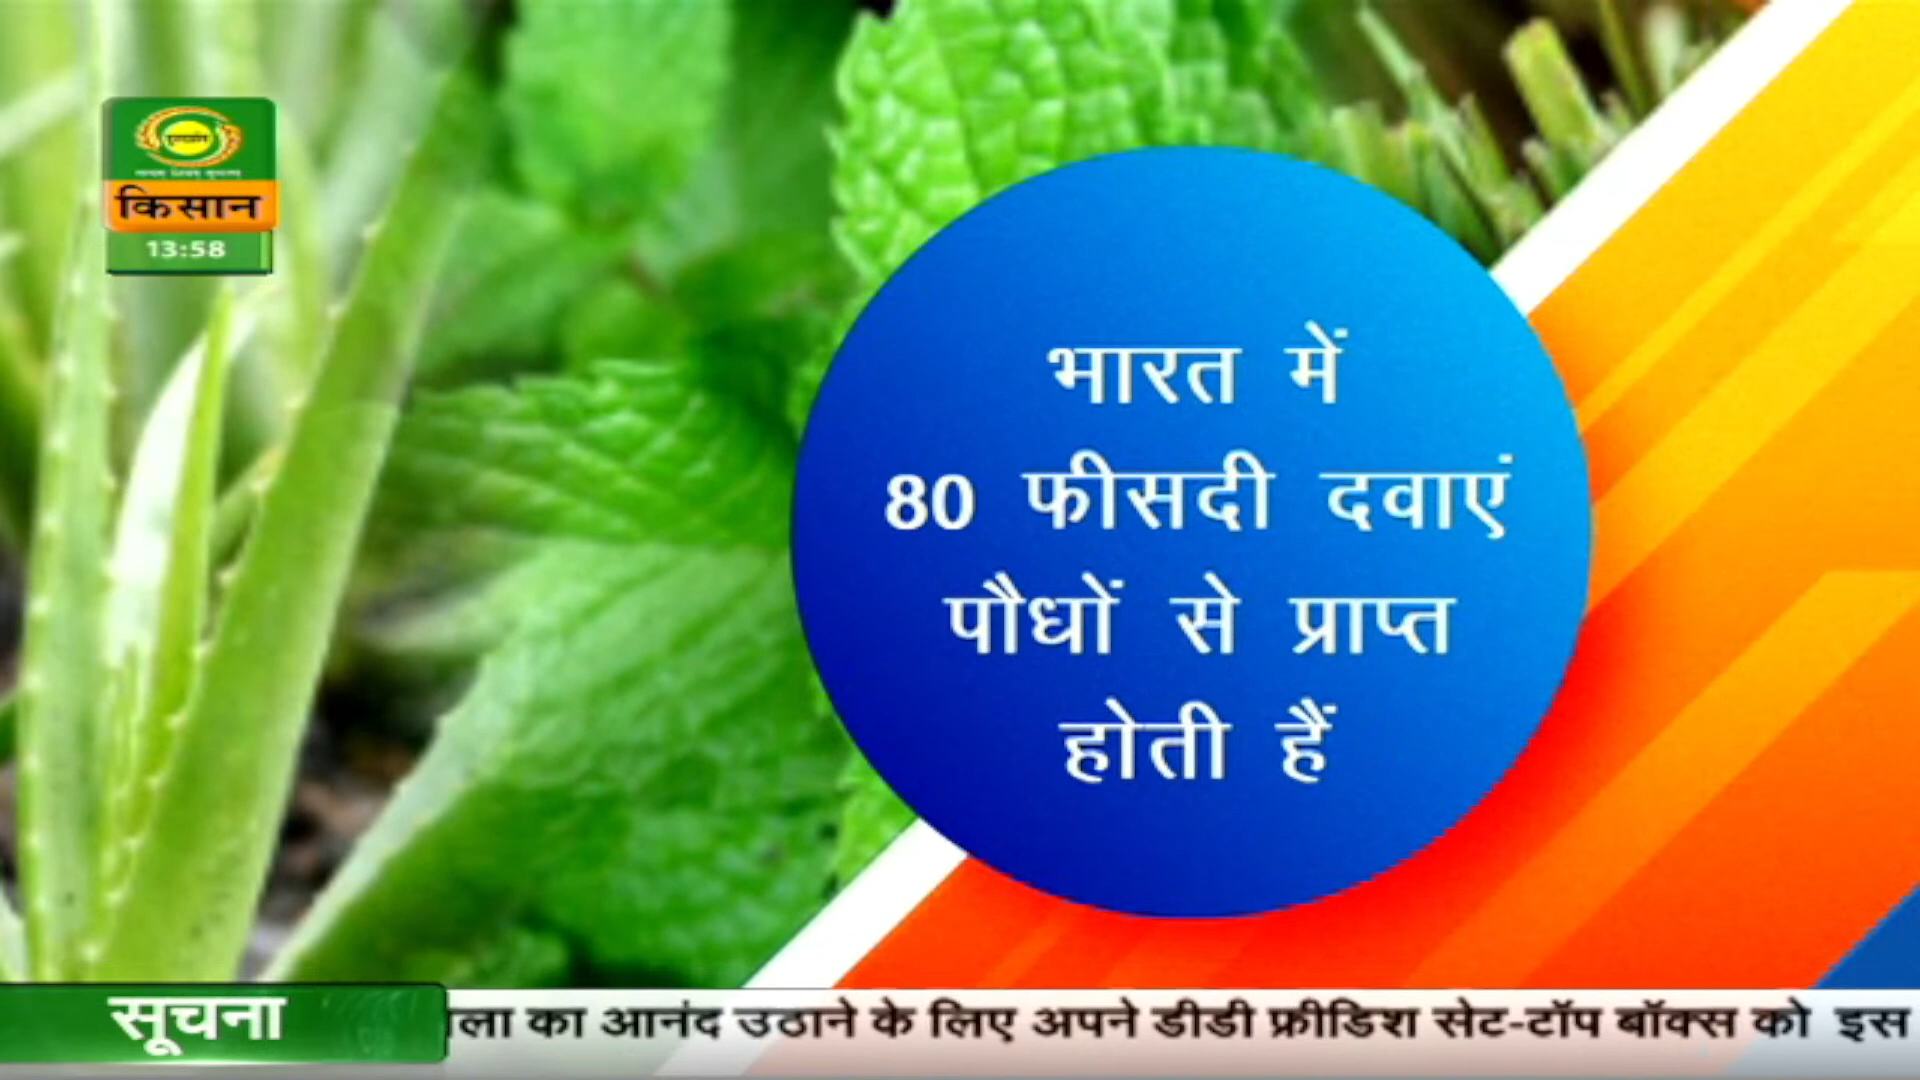 किसान
13:58
भारत में
80 फीसदी दवाएं
पौधों से प्राप्त
होती हैं
सूचना
ला का आनंद उठाने के लिए अपने डीडी फ्रीडिश सेट-टॉप बॉक्स को इस